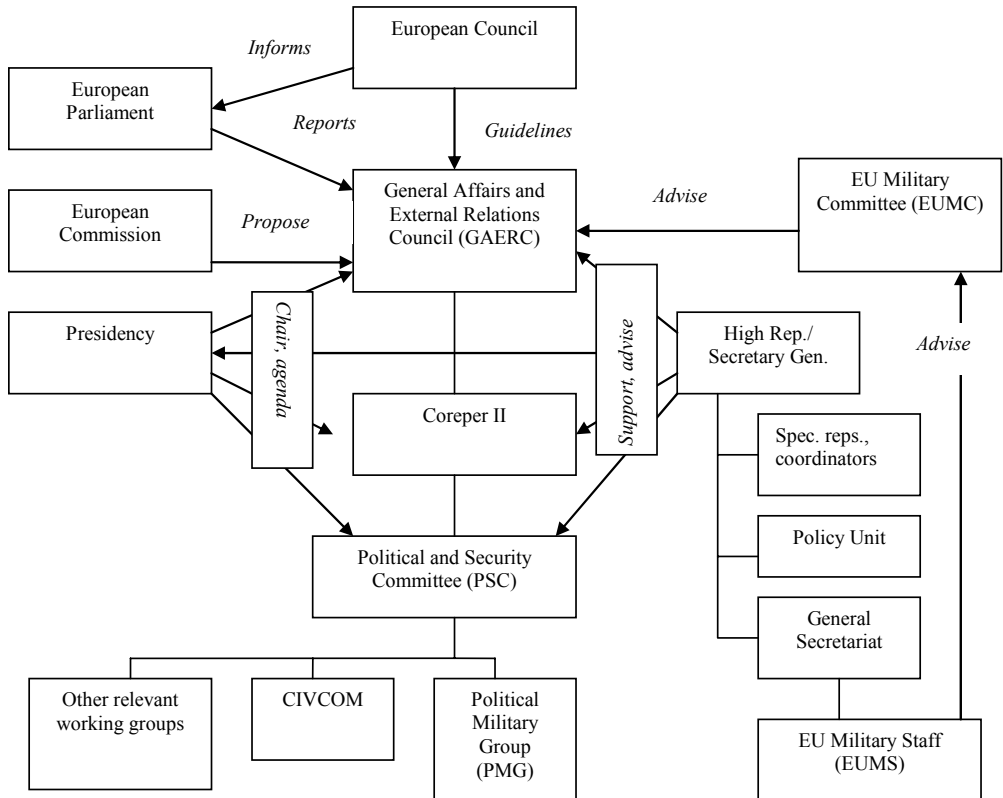 European Council
Informs
European
Parliament
Reports
Guidelines
General Affairs and
External Relations
Council (GAERC)
EU Military
Committee (EUMC)
Advise
European
Commission
Propose
Presidency
Chair, agenda
Support, advise
High Rep./
Secretary Gen.
Advise
Coreper II
Spec. reps.,
coordinators
Policy Unit
Political and Security
Committee (PSC)
General
Secretariat
Other relevant
working groups
CIVCOM
Political
Military
Group
(PMG)
EU Military Staff
(EUMS)